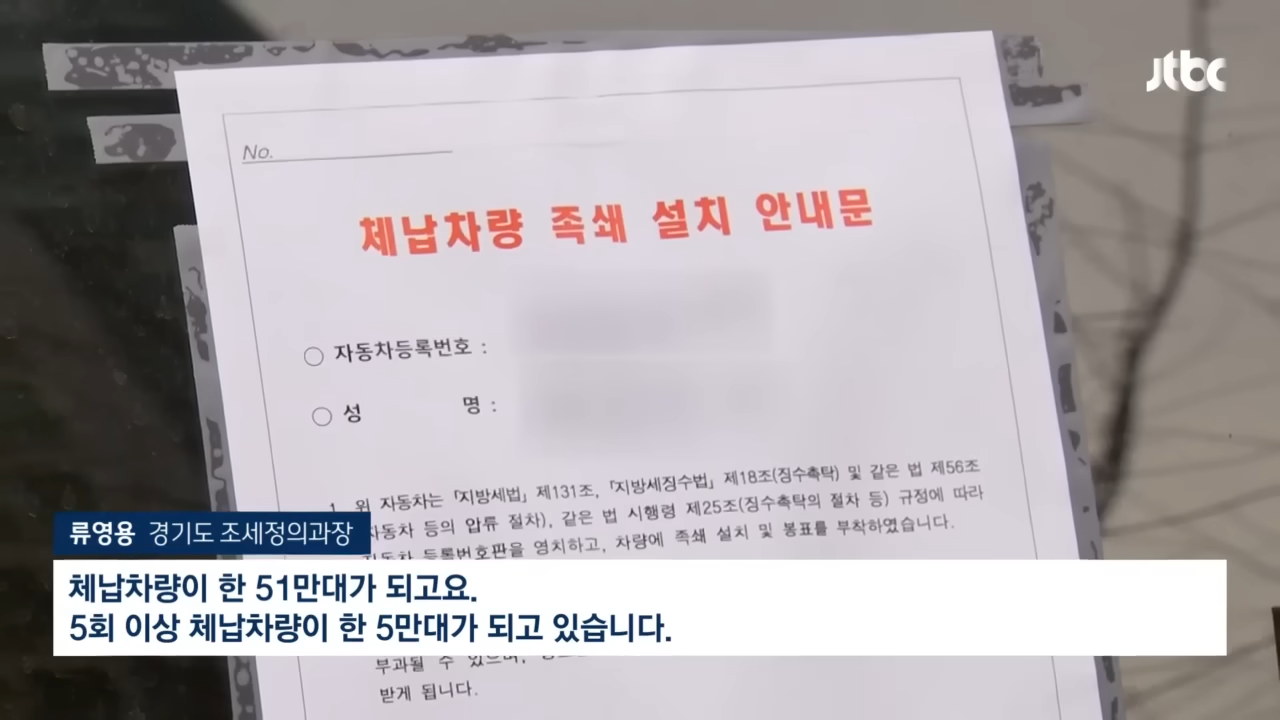 jtbc
No.
체납차량 족쇄 설치 안내문
○ 자동차등록번호 :
○ 성 명 :
1. 위 자동차는 「지방세법」 제131조, 「지방세징수법」 제18조(징수촉탁) 및 같은 법 제56조
자동차 등의 압류 절차), 같은 법 시행령 제25조(징수촉탁의 절차 등) 규정에 따라
자동차 등록번호판을 영치하고, 차량에 족쇄 설치 및 봉표를 부착하였습니다.
류영용 경기도 조세정의과장
체납차량이 한 51만대가 되고요.
5회 이상 체납차량이 한 5만대가 되고 있습니다.
부과될 수 있으며,
받게 됩니다.